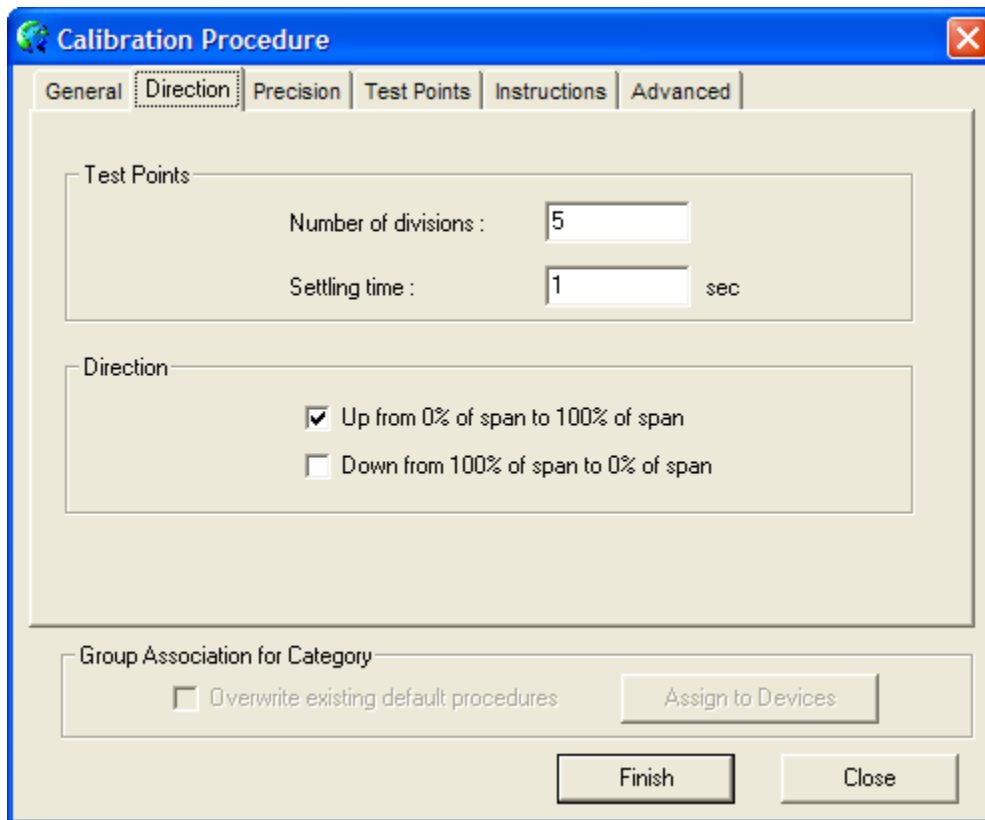 Calibration Procedure
General Direction Precision Test Points Instructions Advanced
Test Points
Number of divisions : 5
Settling time : 1 sec
Direction
Up from 0% of span to 100% of span
Down from 100% of span to 0% of span
Group Association for Category
Overwrite existing default procedures Assign to Devices
Finish Close